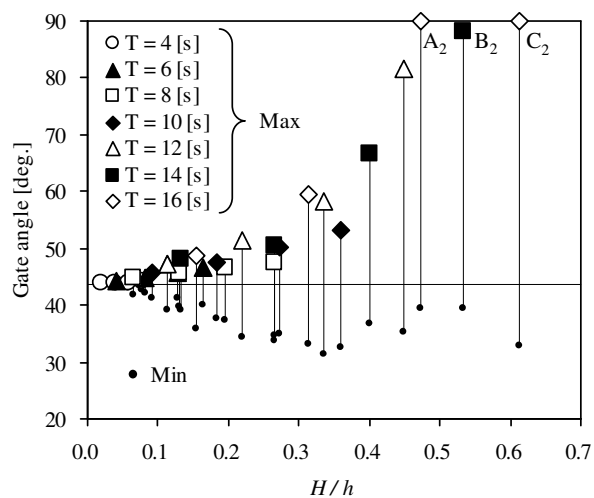 90
80
70
60
50
40
30
20
Gate angle [deg.]
T = 4 [s]
T = 6 [s]
T = 8 [s]
T = 10 [s]
T = 12 [s]
T = 14 [s]
T = 16 [s]
Max
A₂
B₂
C₂
Min
0.0 0.1 0.2 0.3 0.4 0.5 0.6 0.7
H / h